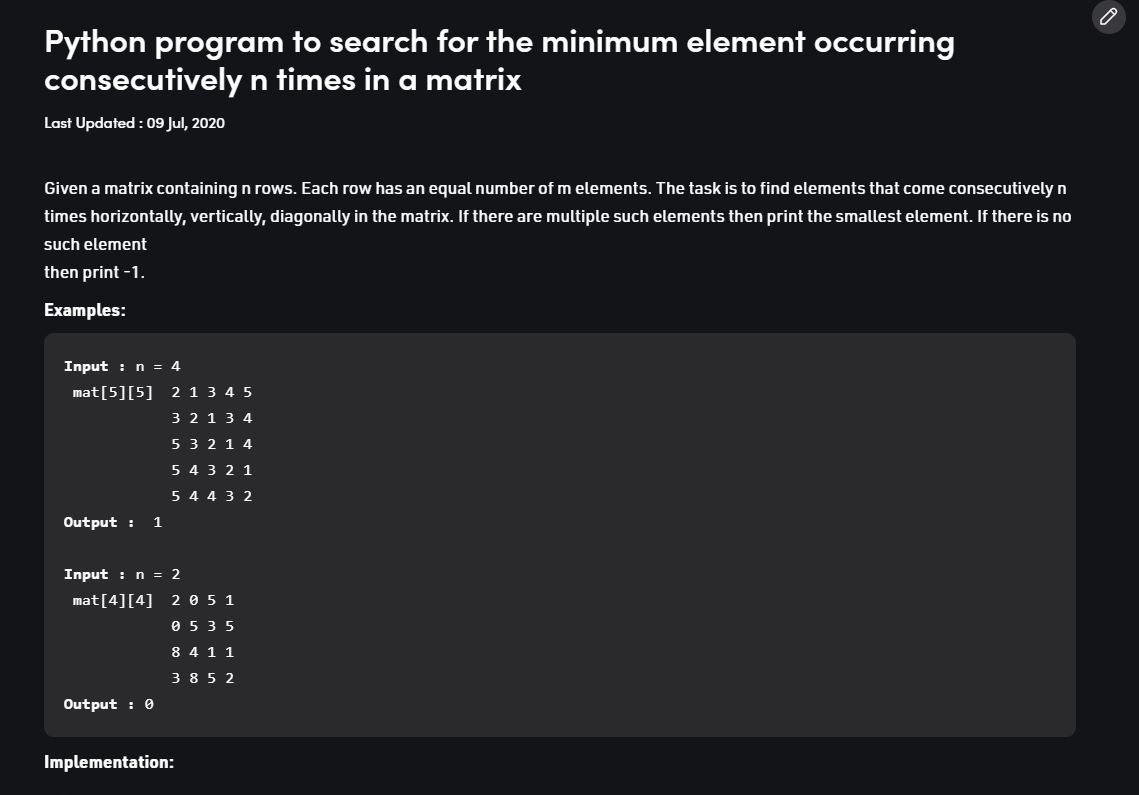 Python program to search for the minimum element occurring
consecutively n times in a matrix
Last Updated : 09 Jul, 2020
Given a matrix containing n rows. Each row has an equal number of m elements. The task is to find elements that come consecutively n
times horizontally, vertically, diagonally in the matrix. If there are multiple such elements then print the smallest element. If there is no
such element
then print -1.
Examples:
Input : n = 4
mat[5][5]  2 1 3 4 5
3 2 1 3 4
5 3 2 1 4
5 4 3 2 1
5 4 4 3 2
Output :  1
Input : n = 2
mat[4][4]  2 0 5 1
0 5 3 5
8 4 1 1
3 8 5 2
Output : 0
Implementation: